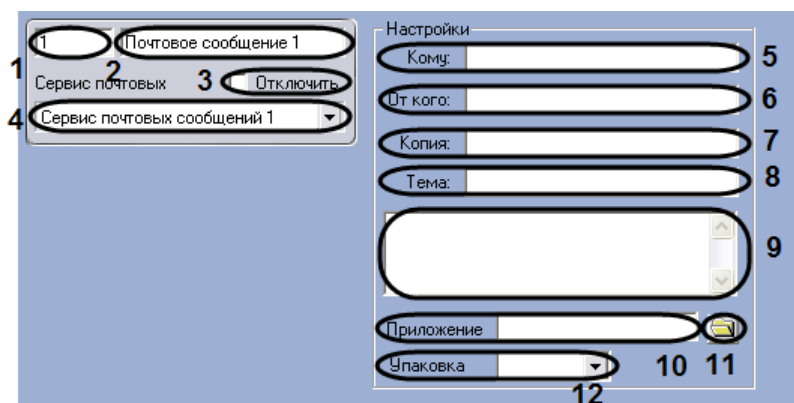 1 Почтовое сообщение 1
1 2
Сервис почтовых 3 Отключить
4 Сервис почтовых сообщений 1
Настройки
Кому: 5
От кого: 6
Копия: 7
Тема: 8
9
Приложение
10 11
Упаковка
12